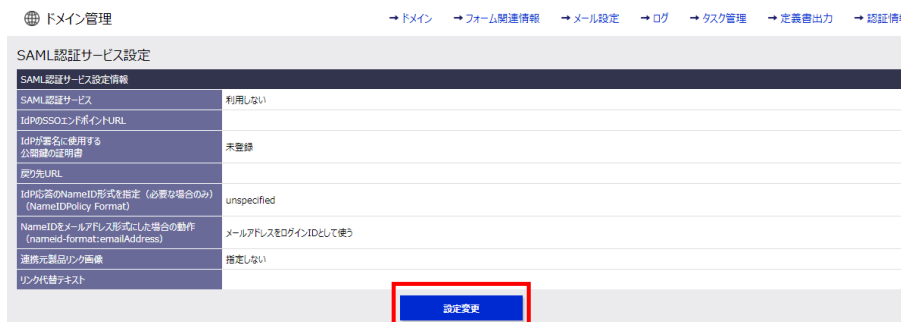 ドメイン管理
→ドメイン →フォーム関連情報 →メール設定 →ログ →タスク管理 →定義書出力 →認証情
SAML認証サービス設定
SAML認証サービス設定情報
SAML認証サービス 利用しない
IdPのSSOエンドポイントURL
IdPが署名に使用する
公開鍵の証明書
未登録
戻り先URL
IdP応答のNameID形式を指定（必要な場合のみ）
（NameIDPolicy Format）
unspecified
NameIDをメールアドレス形式にした場合の動作
（nameid-format:emailAddress）
メールアドレスをログインIDとして使う
連携元製品リンク画像 指定しない
リンク代替テキスト
設定変更